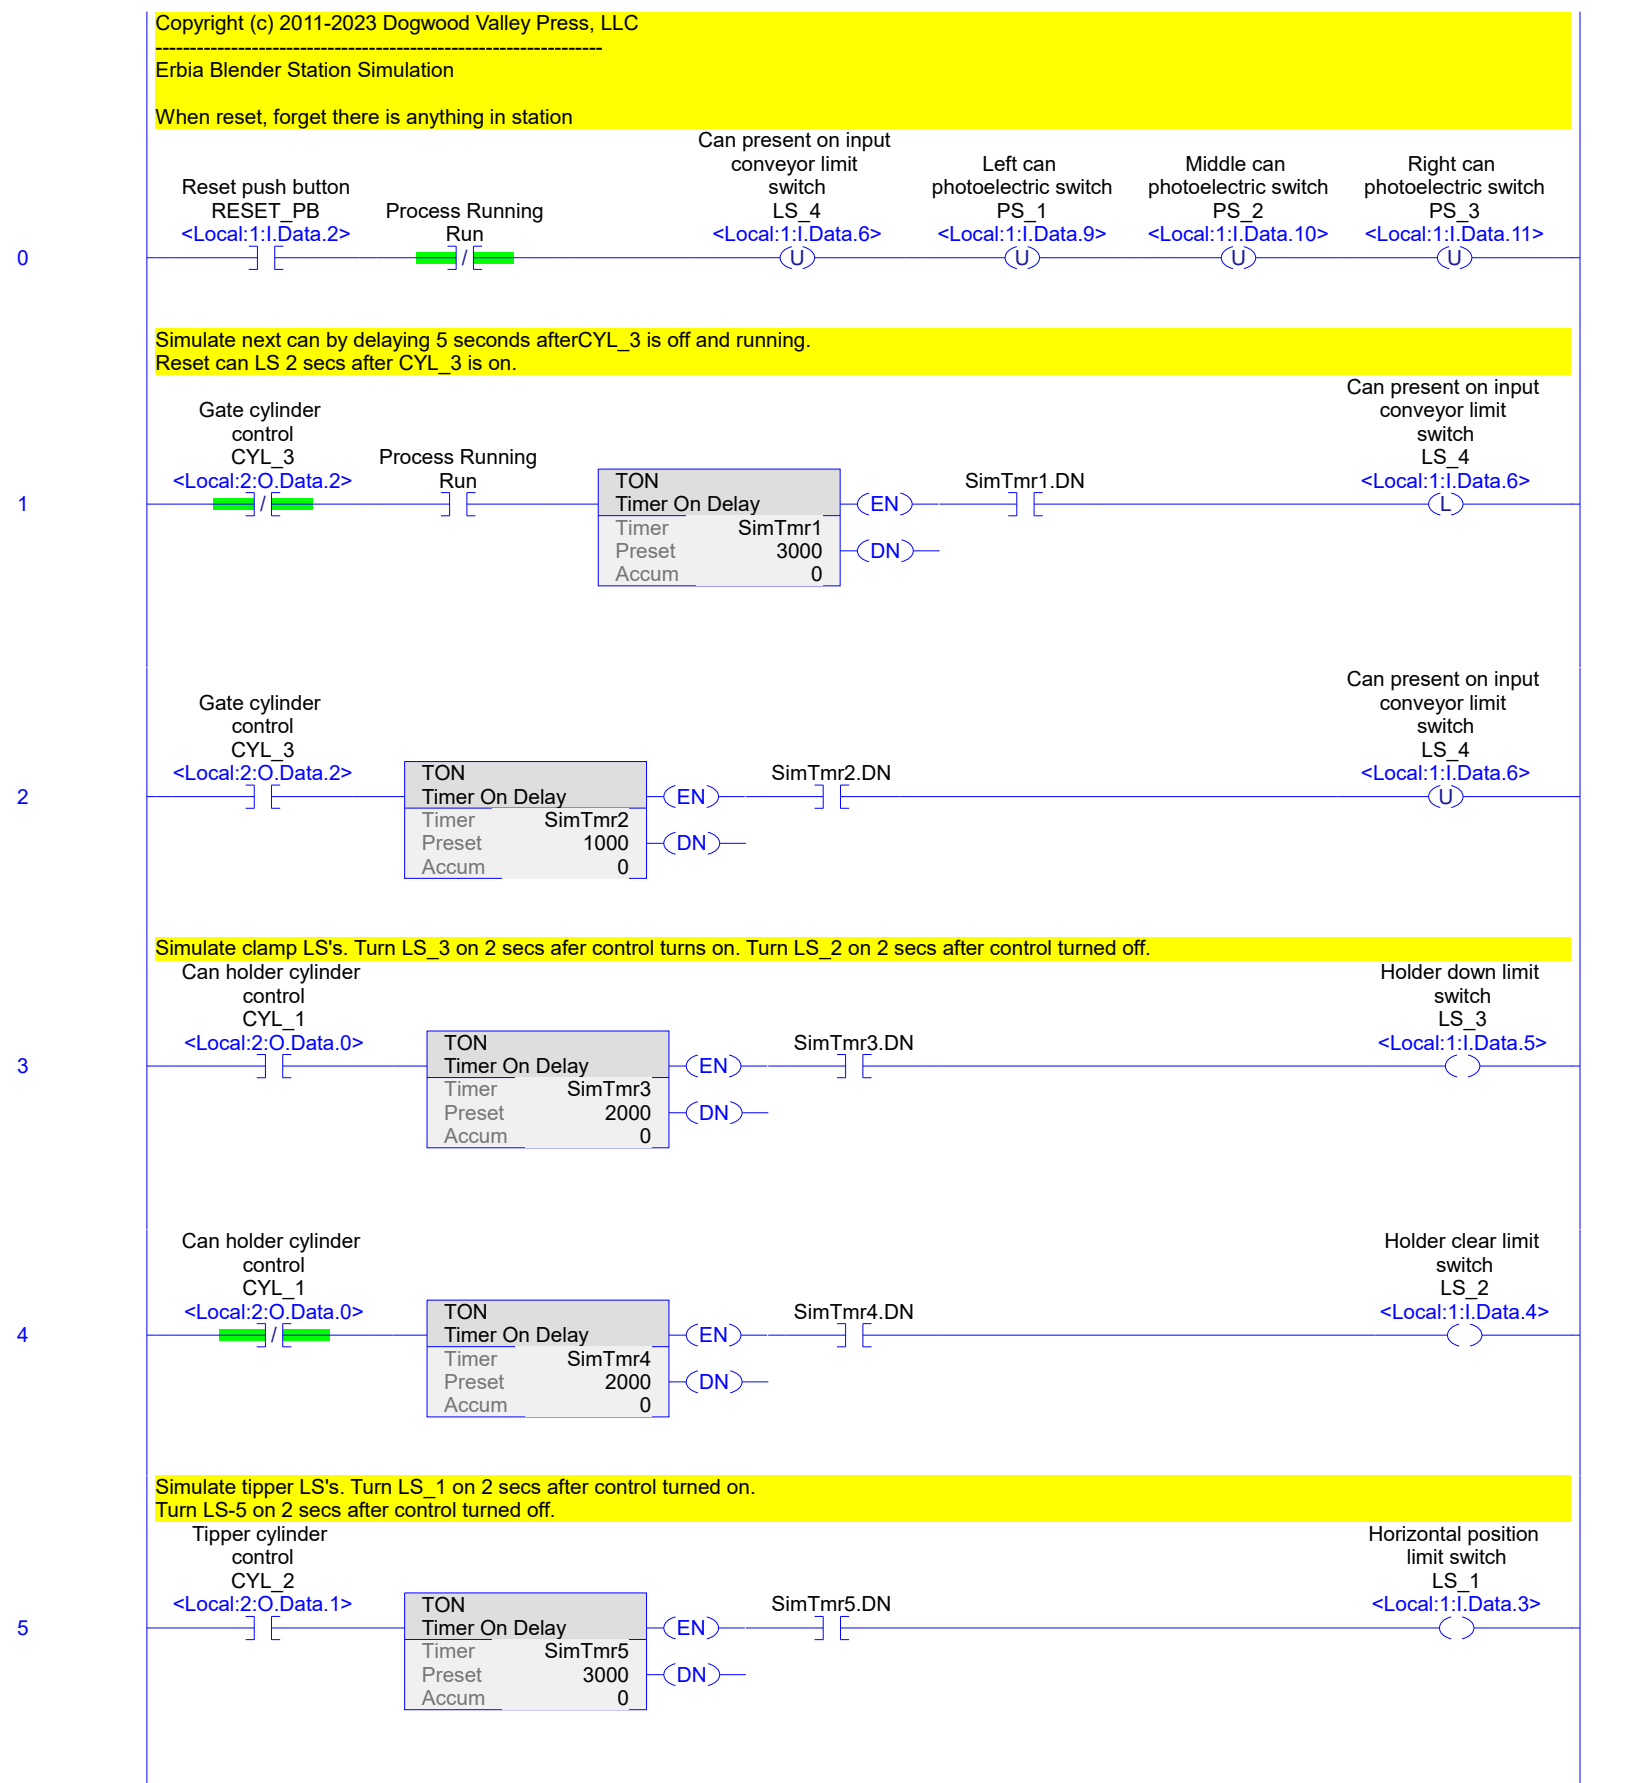 Copyright (c) 2011-2023 Dogwood Valley Press, LLC
-----------------------------------------------------------------
Erbia Blender Station Simulation
When reset, forget there is anything in station
0
Reset push button
RESET_PB
<Local:1:I.Data.2>
Process Running
Run
/
Can present on input
conveyor limit
switch
LS_4
<Local:1:I.Data.6>
U
Left can
photoelectric switch
PS_1
<Local:1:I.Data.9>
U
Middle can
photoelectric switch
PS_2
<Local:1:I.Data.10>
U
Right can
photoelectric switch
PS_3
<Local:1:I.Data.11>
U
Simulate next can by delaying 5 seconds afterCYL_3 is off and running.
Reset can LS 2 secs after CYL_3 is on.
1
Gate cylinder
control
CYL_3
<Local:2:O.Data.2>
/
Process Running
Run
TON
Timer On Delay
Timer SimTmr1
Preset 3000
Accum 0
EN
DN
SimTmr1.DN
Can present on input
conveyor limit
switch
LS_4
<Local:1:I.Data.6>
L
2
Gate cylinder
control
CYL_3
<Local:2:O.Data.2>
TON
Timer On Delay
Timer SimTmr2
Preset 1000
Accum 0
EN
DN
SimTmr2.DN
Can present on input
conveyor limit
switch
LS_4
<Local:1:I.Data.6>
U
Simulate clamp LS's. Turn LS_3 on 2 secs afer control turns on. Turn LS_2 on 2 secs after control turned off.
3
Can holder cylinder
control
CYL_1
<Local:2:O.Data.0>
TON
Timer On Delay
Timer SimTmr3
Preset 2000
Accum 0
EN
DN
SimTmr3.DN
Holder down limit
switch
LS_3
<Local:1:I.Data.5>
4
Can holder cylinder
control
CYL_1
<Local:2:O.Data.0>
/
TON
Timer On Delay
Timer SimTmr4
Preset 2000
Accum 0
EN
DN
SimTmr4.DN
Holder clear limit
switch
LS_2
<Local:1:I.Data.4>
Simulate tipper LS's. Turn LS_1 on 2 secs after control turned on.
Turn LS-5 on 2 secs after control turned off.
5
Tipper cylinder
control
CYL_2
<Local:2:O.Data.1>
TON
Timer On Delay
Timer SimTmr5
Preset 3000
Accum 0
EN
DN
SimTmr5.DN
Horizontal position
limit switch
LS_1
<Local:1:I.Data.3>